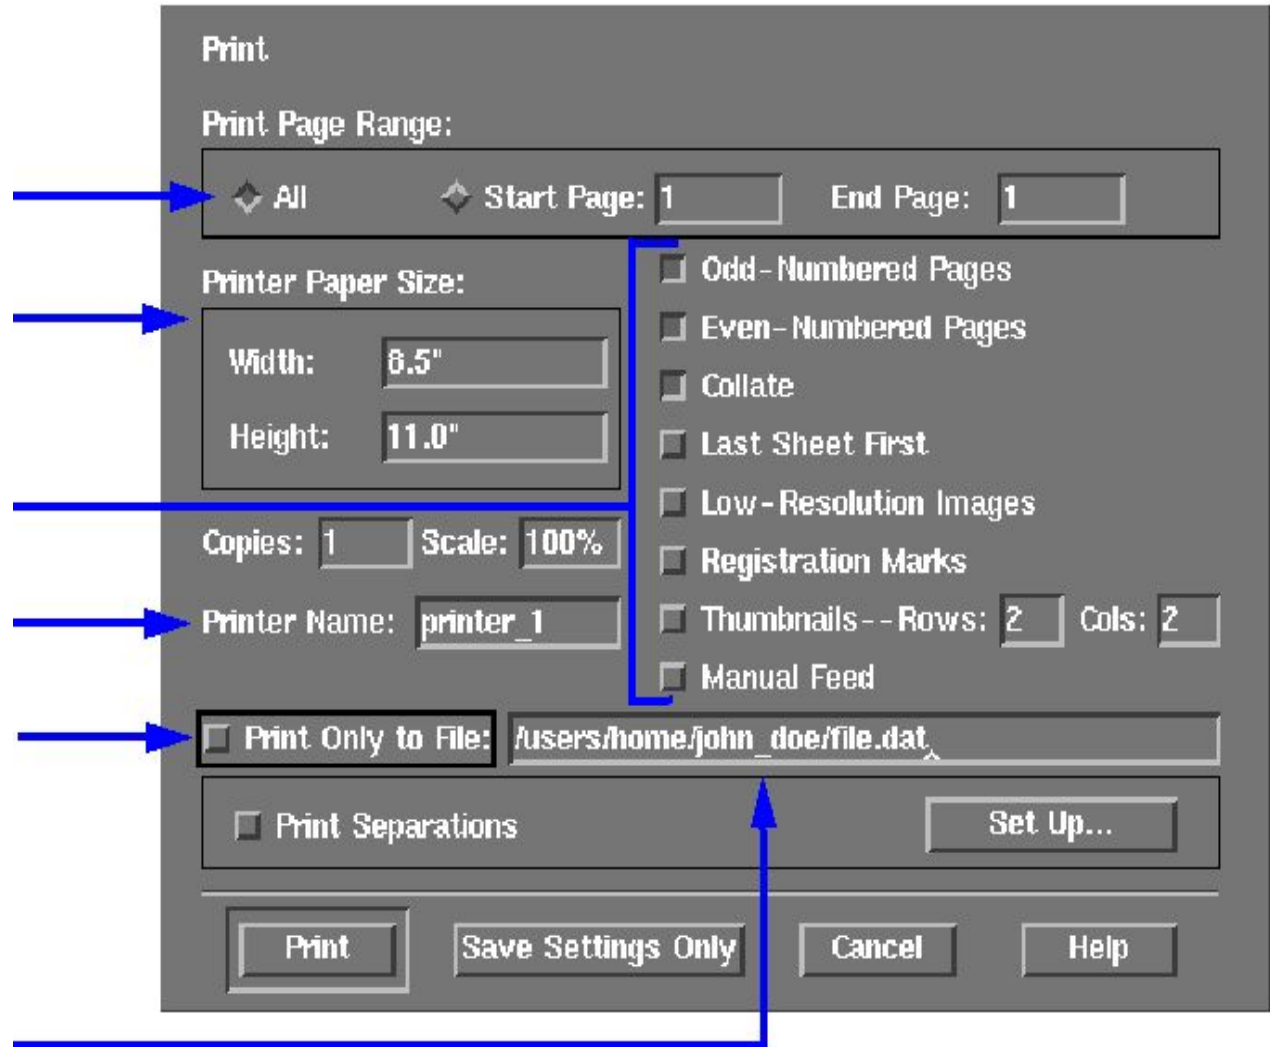 Print
Print Page Range:
All Start Page: 1 End Page: 1
Printer Paper Size:
Width: 8.5"
Height: 11.0"
Copies: 1 Scale: 100%
Printer Name: printer_1
Odd-Numbered Pages
Even-Numbered Pages
Collate
Last Sheet First
Low-Resolution Images
Registration Marks
Thumbnails--Rows: 2 Cols: 2
Manual Feed
Print Only to File: /users/home/john_doe/file.dat
Print Separations Set Up...
Print Save Settings Only Cancel Help